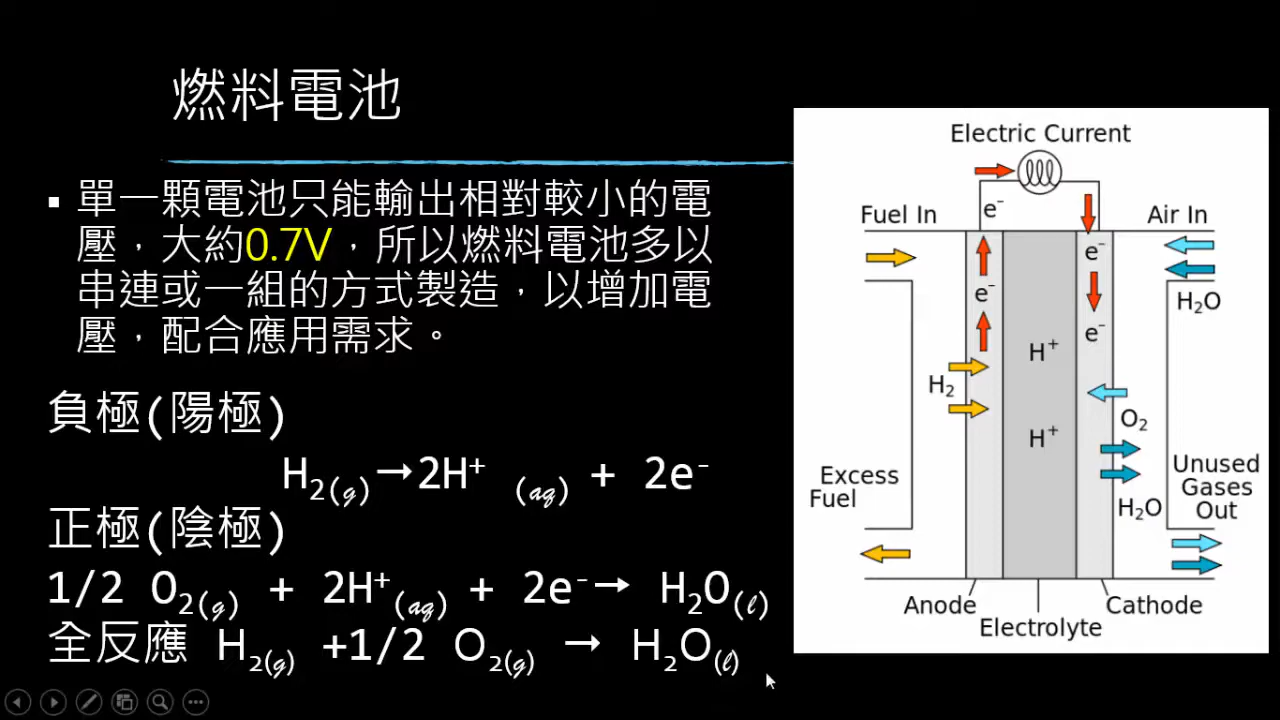 燃料電池
▪ 單一顆電池只能輸出相對較小的電
壓，大約0.7V，所以燃料電池多以
串連或一組的方式製造，以增加電
壓，配合應用需求。
負極(陽極)
H₂(g)→2H⁺ (aq) + 2e⁻
正極(陰極)
1/2 O₂(g) + 2H⁺(aq) + 2e⁻→ H₂O(l)
全反應 H₂(g) +1/2 O₂(g) → H₂O(l)
Electric Current
e⁻
Fuel In
Air In
e⁻
e⁻
H₂O
e⁻
H⁺
H₂
O₂
H⁺
Excess
Fuel
Unused
Gases
Out
H₂O
Anode
Cathode
Electrolyte